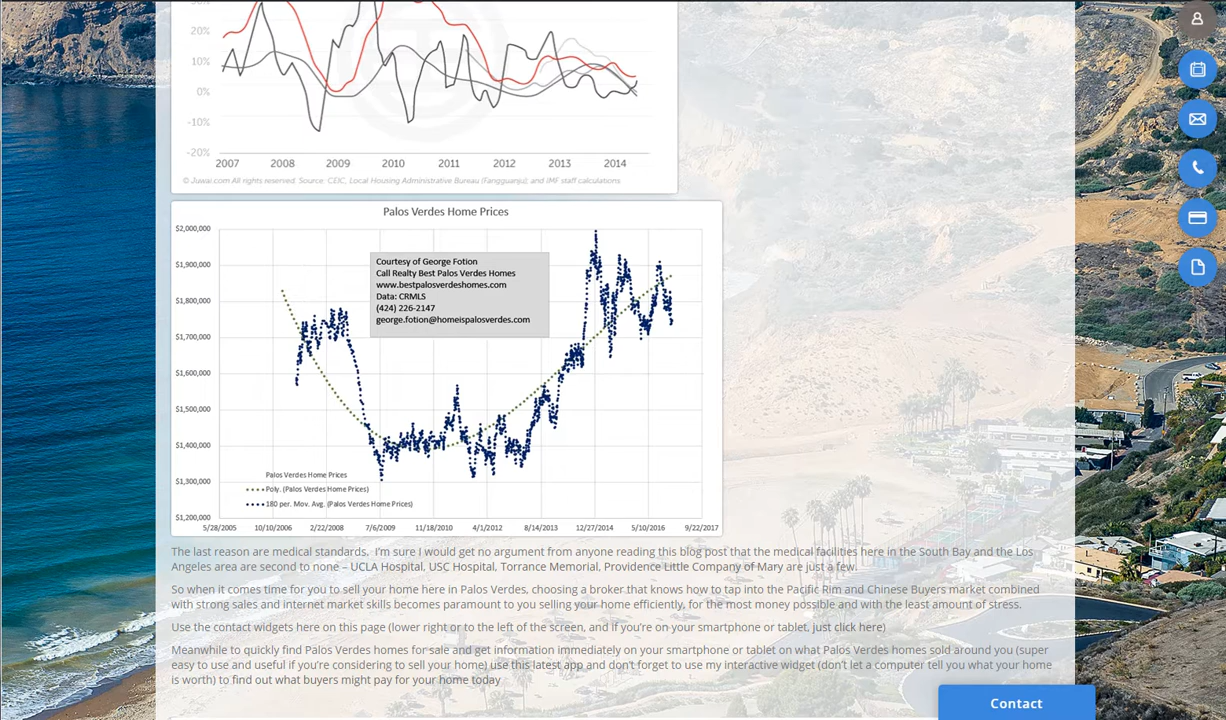 30%
20%
10%
0%
-10%
-20%
2007 2008 2009 2010 2011 2012 2013 2014
© Juwai.com All rights reserved. Source: CEIC, Local Housing Administrative Bureau (Fangguanju); and IMF staff calculations
Palos Verdes Home Prices
$2,000,000
$1,900,000
$1,800,000
$1,700,000
$1,600,000
$1,500,000
$1,400,000
$1,300,000
$1,200,000
Courtesy of George Fotion
Call Realty Best Palos Verdes Homes
www.bestpalosverdeshomes.com
Data: CRMLS
(424) 226-2147
george.fotion@homeispalosverdes.com
Palos Verdes Home Prices
Poly. (Palos Verdes Home Prices)
180 per. Mov. Avg. (Palos Verdes Home Prices)
5/28/2005 10/10/2006 2/22/2008 7/6/2009 11/18/2010 4/1/2012 8/14/2013 12/27/2014 5/10/2016 9/22/2017
The last reason are medical standards.  I'm sure I would get no argument from anyone reading this blog post that the medical facilities here in the South Bay and the Los
Angeles area are second to none – UCLA Hospital, USC Hospital, Torrance Memorial, Providence Little Company of Mary are just a few.
So when it comes time for you to sell your home here in Palos Verdes, choosing a broker that knows how to tap into the Pacific Rim and Chinese Buyers market combined
with strong sales and internet market skills becomes paramount to you selling your home efficiently, for the most money possible and with the least amount of stress.
Use the contact widgets here on this page (lower right or to the left of the screen, and if you're on your smartphone or tablet, just click here)
Meanwhile to quickly find Palos Verdes homes for sale and get information immediately on your smartphone or tablet on what Palos Verdes homes sold around you (super
easy to use and useful if you're considering to sell your home) use this latest app and don't forget to use my interactive widget (don't let a computer tell you what your home
is worth) to find out what buyers might pay for your home today
Contact